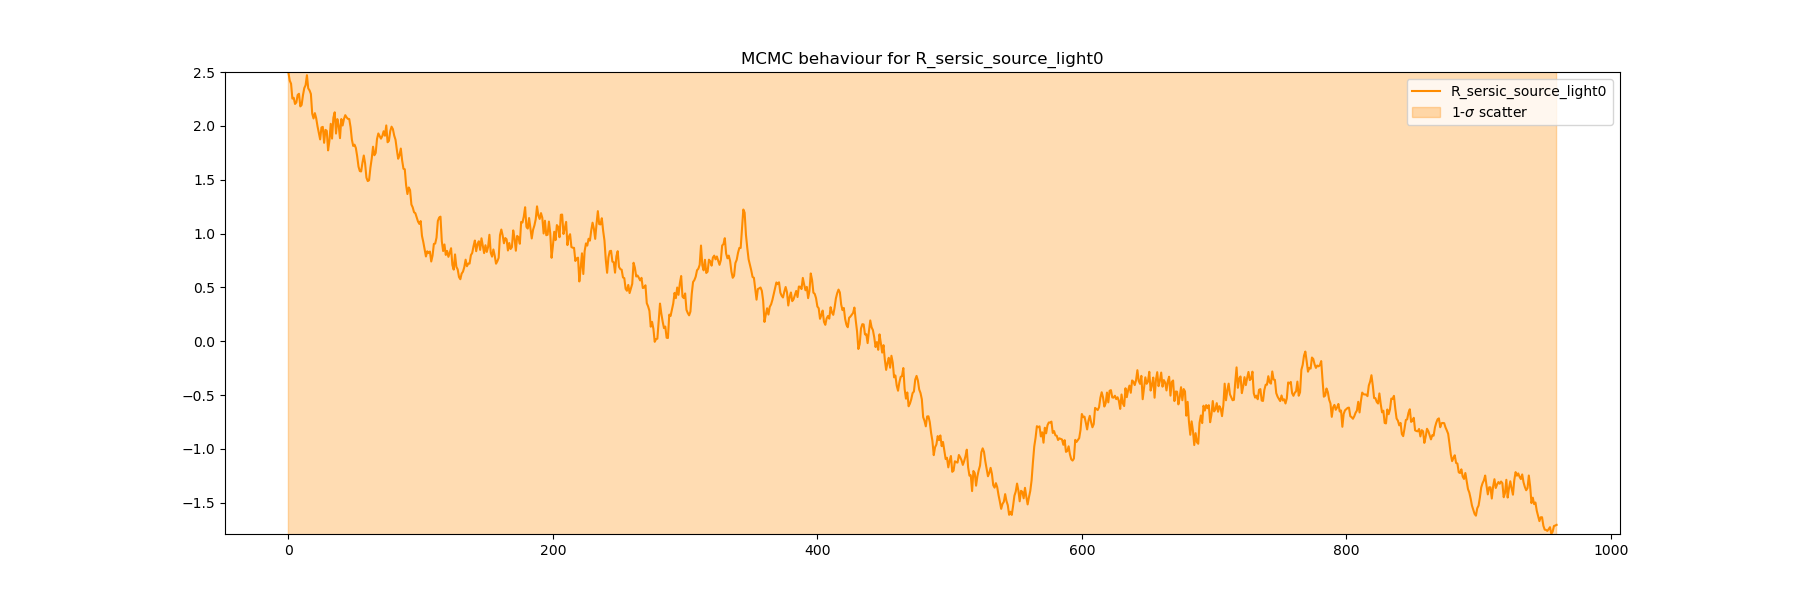 MCMC behaviour for R_sersic_source_light0
R_sersic_source_light0
1-σ scatter
2.5
2.0
1.5
1.0
0.5
0.0
−0.5
−1.0
−1.5
0 200 400 600 800 1000